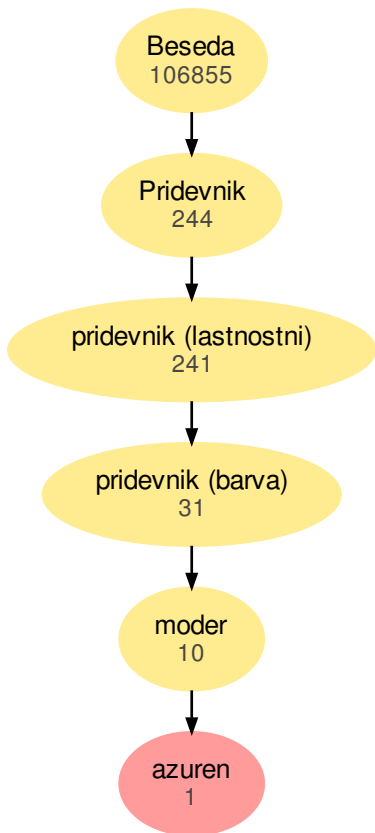 Beseda
106855
Pridevnik
244
pridevnik (lastnostni)
241
pridevnik (barva)
31
moder
10
azuren
1